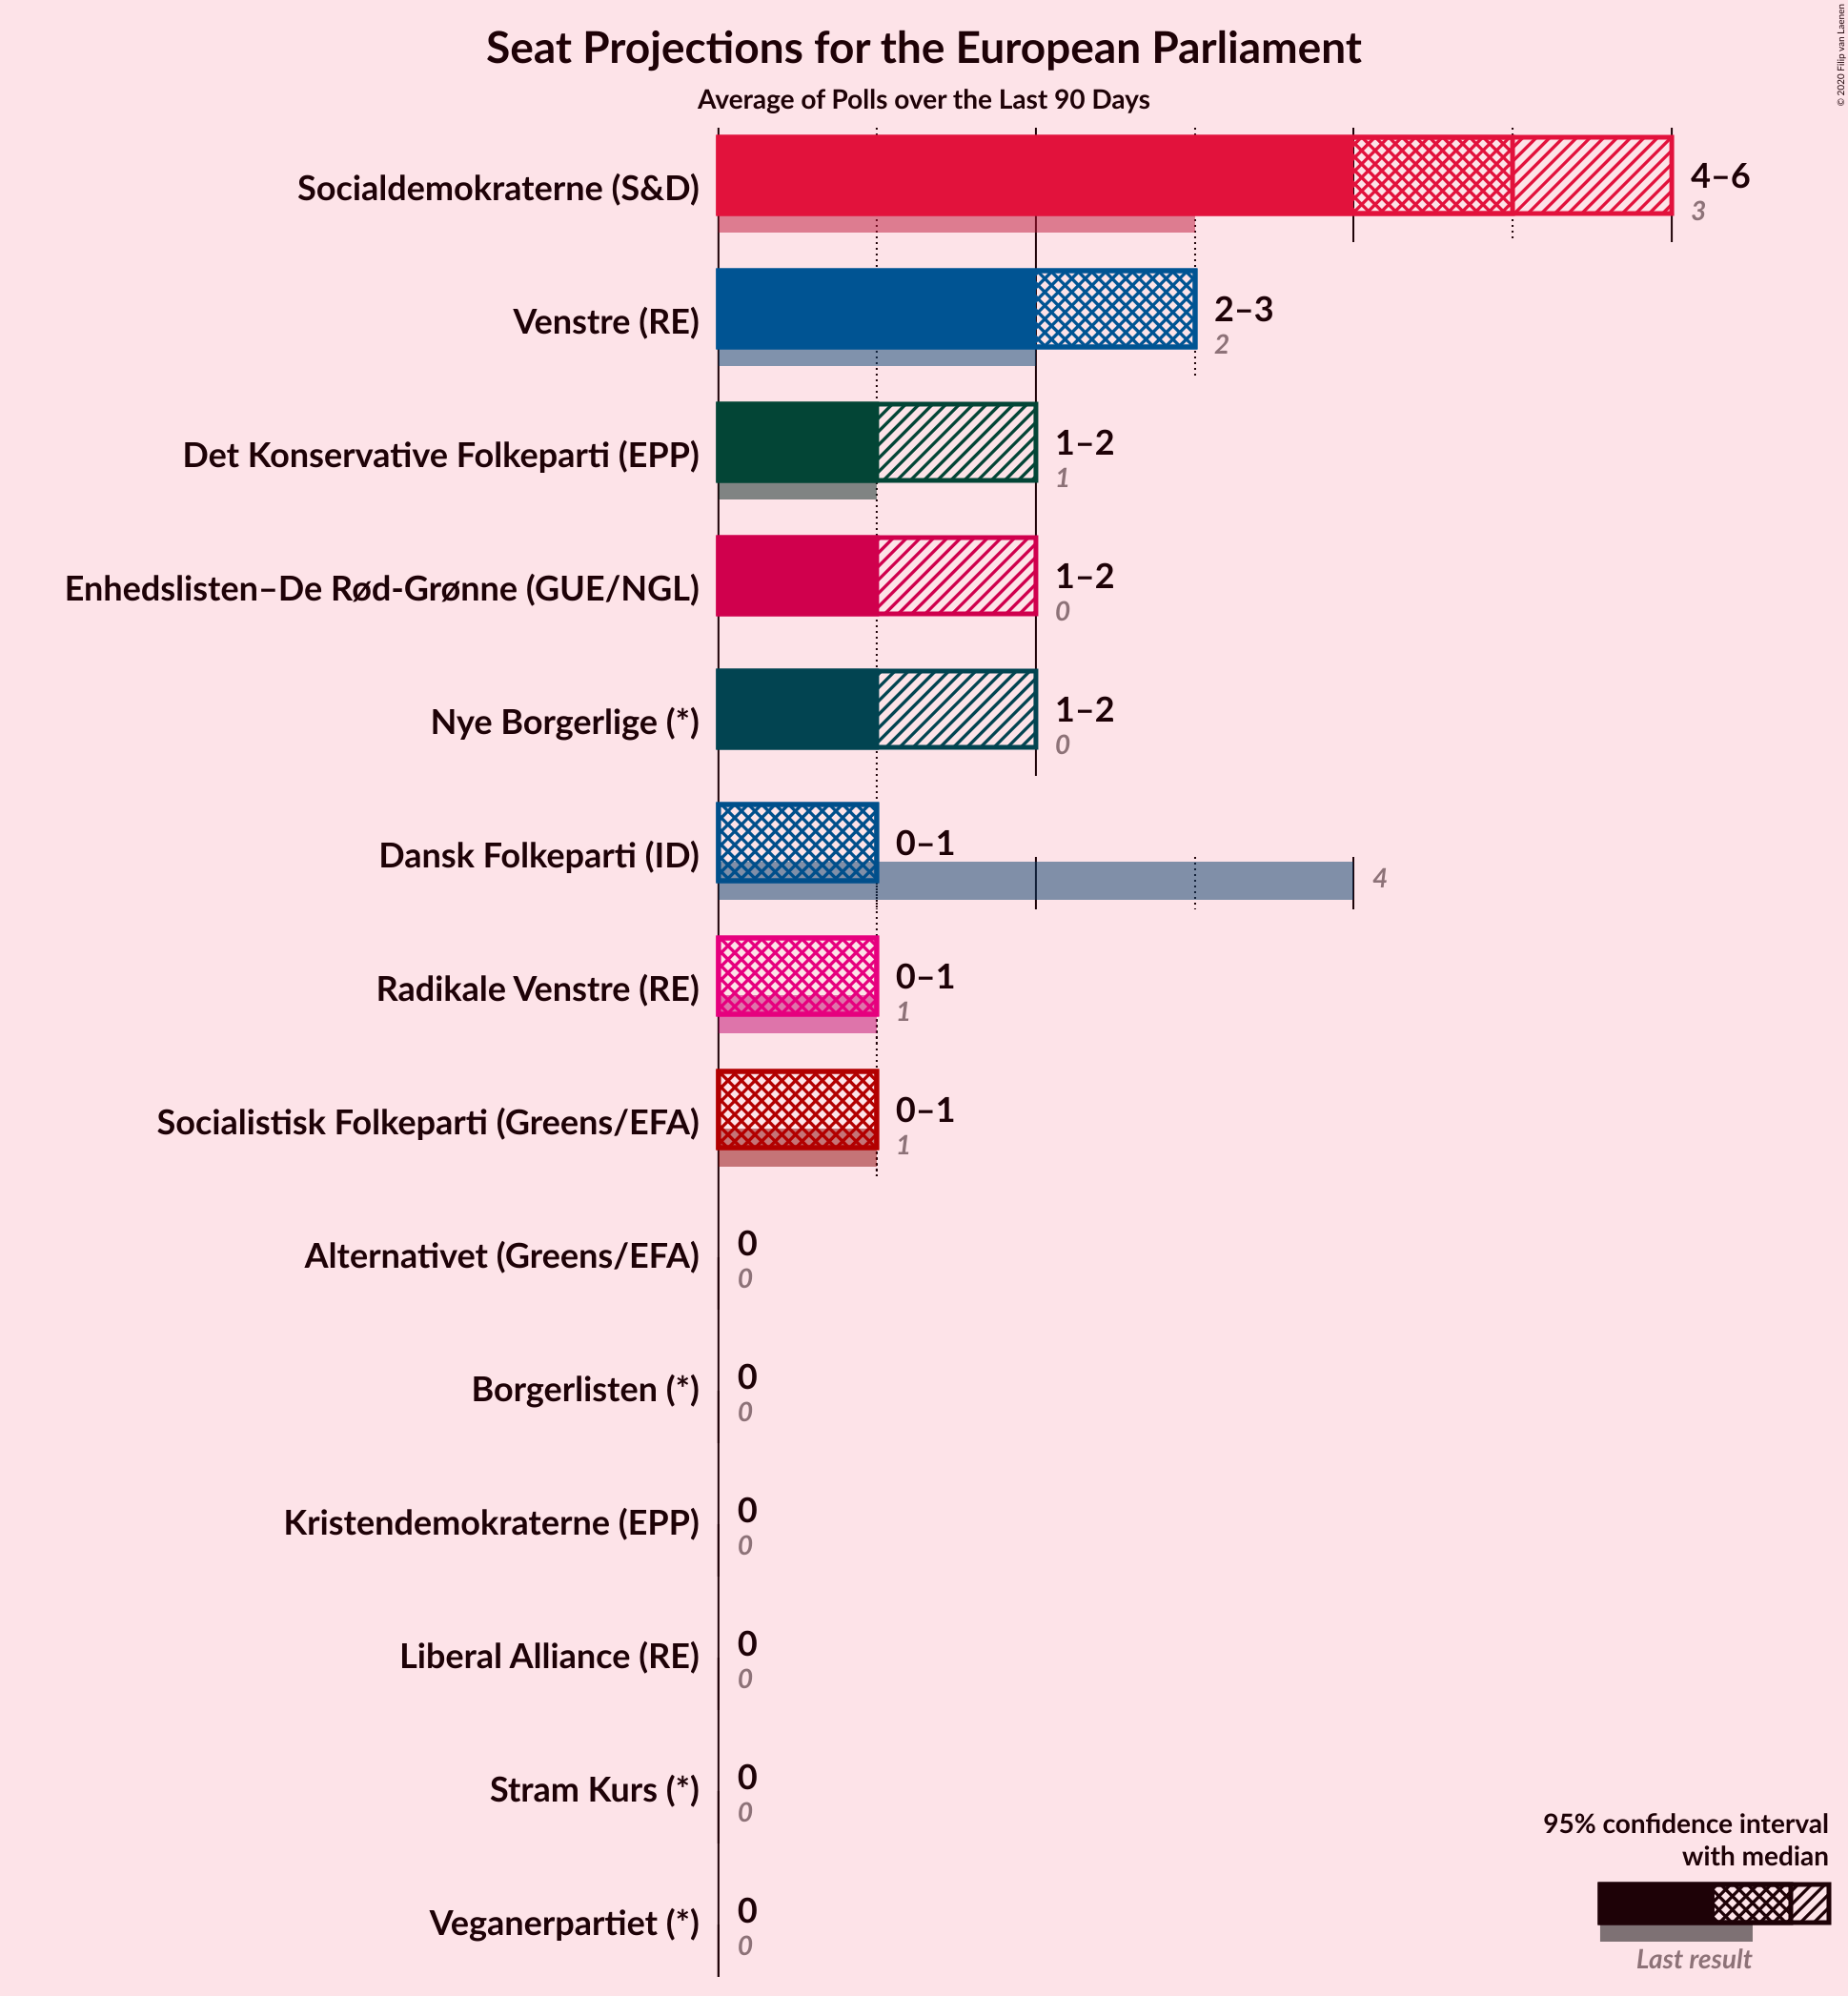 Seat Projections for the European Parliament
Average of Polls over the Last 90 Days
© 2020 Filip van Laenen
Socialdemokraterne (S&D)
4–6
3
Venstre (RE)
2–3
2
Det Konservative Folkeparti (EPP)
1–2
1
Enhedslisten–De Rød-Grønne (GUE/NGL)
1–2
0
Nye Borgerlige (*)
1–2
0
Dansk Folkeparti (ID)
0–1
4
Radikale Venstre (RE)
0–1
1
Socialistisk Folkeparti (Greens/EFA)
0–1
1
Alternativet (Greens/EFA)
0
0
Borgerlisten (*)
0
0
Kristendemokraterne (EPP)
0
0
Liberal Alliance (RE)
0
0
Stram Kurs (*)
0
0
Veganerpartiet (*)
0
0
95% confidence interval
with median
Last result